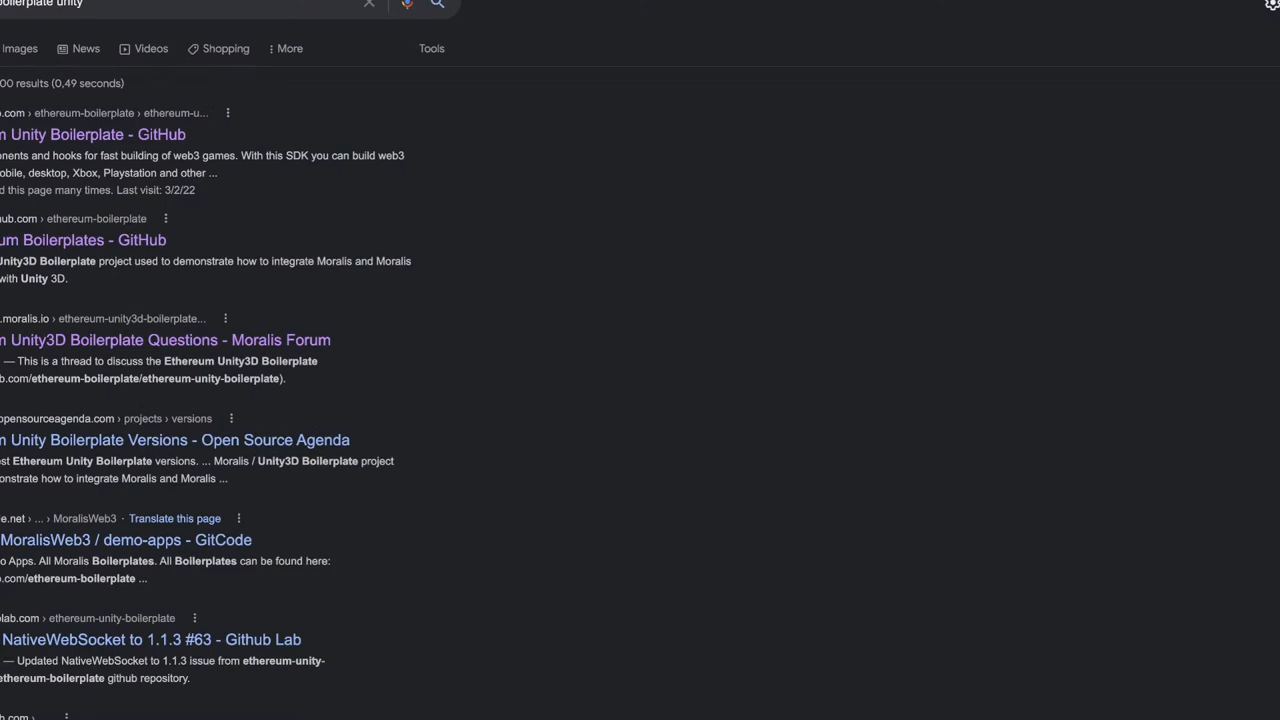 oilerplate unity
Images News Videos Shopping More Tools
00 results (0,49 seconds)
.com › ethereum-boilerplate › ethereum-u...
m Unity Boilerplate - GitHub
nents and hooks for fast building of web3 games. With this SDK you can build web3
obile, desktop, Xbox, Playstation and other ...
d this page many times. Last visit: 3/2/22
hub.com › ethereum-boilerplate
um Boilerplates - GitHub
Unity3D Boilerplate project used to demonstrate how to integrate Moralis and Moralis
with Unity 3D.
.moralis.io › ethereum-unity3d-boilerplate...
m Unity3D Boilerplate Questions - Moralis Forum
— This is a thread to discuss the Ethereum Unity3D Boilerplate
b.com/ethereum-boilerplate/ethereum-unity-boilerplate).
opensourceagenda.com › projects › versions
m Unity Boilerplate Versions - Open Source Agenda
st Ethereum Unity Boilerplate versions. ... Moralis / Unity3D Boilerplate project
onstrate how to integrate Moralis and Moralis ...
e.net › ... › MoralisWeb3 · Translate this page
MoralisWeb3 / demo-apps - GitCode
o Apps. All Moralis Boilerplates. All Boilerplates can be found here:
b.com/ethereum-boilerplate ...
lab.com › ethereum-unity-boilerplate
NativeWebSocket to 1.1.3 #63 - Github Lab
— Updated NativeWebSocket to 1.1.3 issue from ethereum-unity-
ethereum-boilerplate github repository.
b.com ›